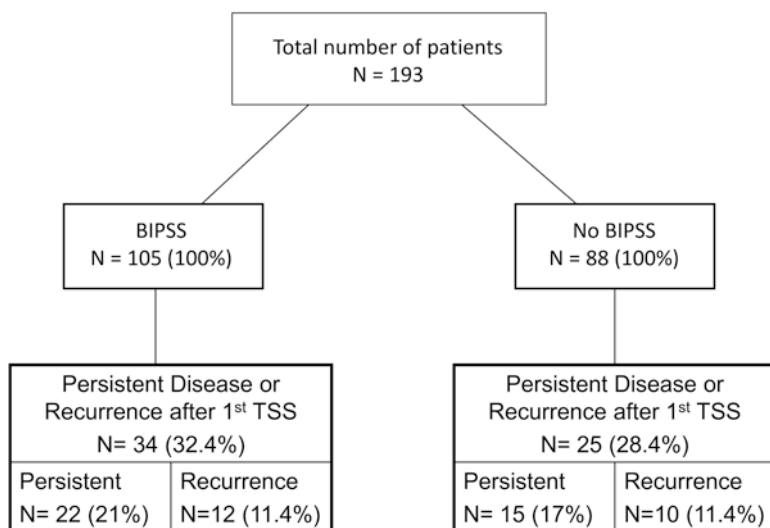 Total number of patients
N = 193
BIPSS
N = 105 (100%)
No BIPSS
N = 88 (100%)
Persistent Disease or
Recurrence after 1st TSS
N= 34 (32.4%)
Persistent
N= 22 (21%)
Recurrence
N=12 (11.4%)
Persistent Disease or
Recurrence after 1st TSS
N= 25 (28.4%)
Persistent
N= 15 (17%)
Recurrence
N=10 (11.4%)